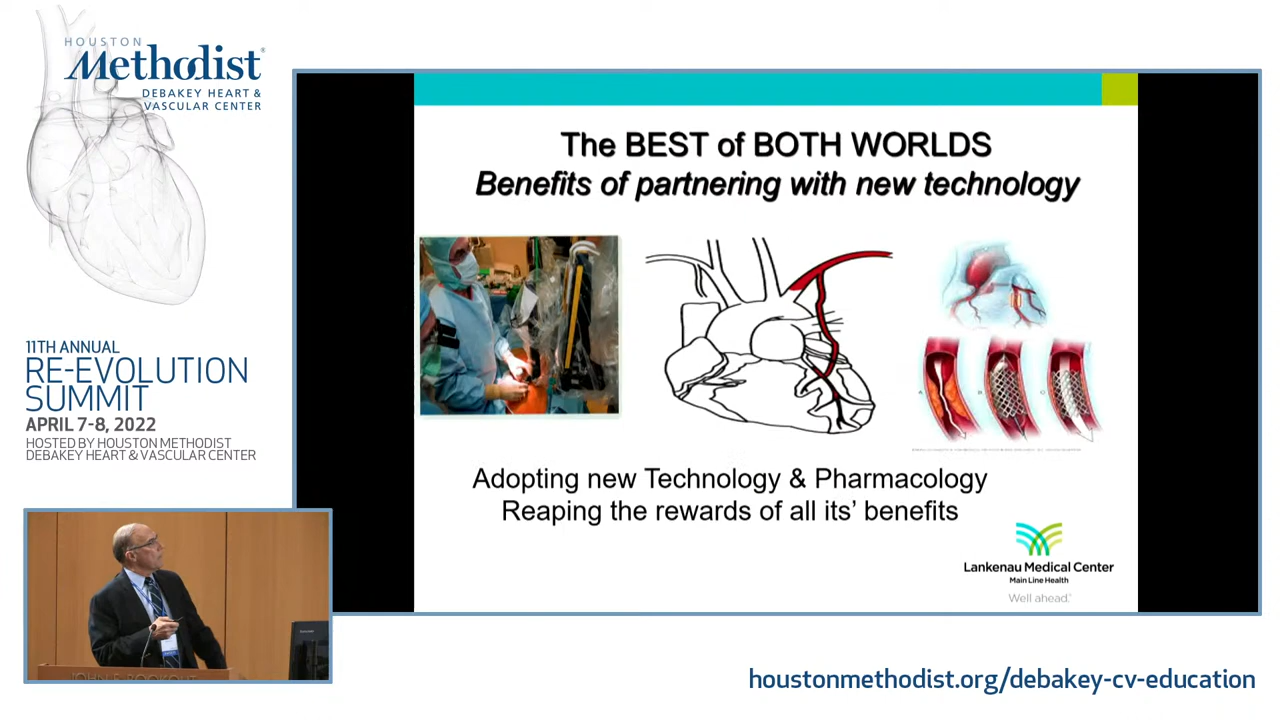 HOUSTON
Methodist®
DEBAKEY HEART &
VASCULAR CENTER
11TH ANNUAL
RE-EVOLUTION
SUMMIT
APRIL 7-8, 2022
HOSTED BY HOUSTON METHODIST
DEBAKEY HEART & VASCULAR CENTER
The BEST of BOTH WORLDS
Benefits of partnering with new technology
A B C
Adopting new Technology & Pharmacology
Reaping the rewards of all its’ benefits
Lankenau Medical Center
Main Line Health
Well ahead.
houstonmethodist.org/debakey-cv-education